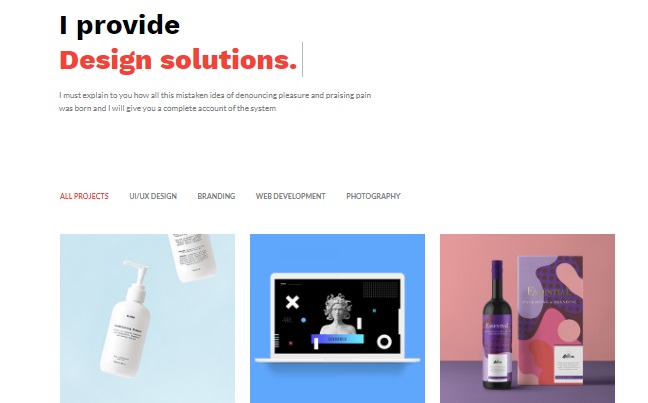 I provide
Design solutions.
I must explain to you how all this mistaken idea of denouncing pleasure and praising pain
was born and I will give you a complete account of the system
ALL PROJECTS
UI/UX DESIGN
BRANDING
WEB DEVELOPMENT
PHOTOGRAPHY
ESSENTIAL
ESSENTIAL